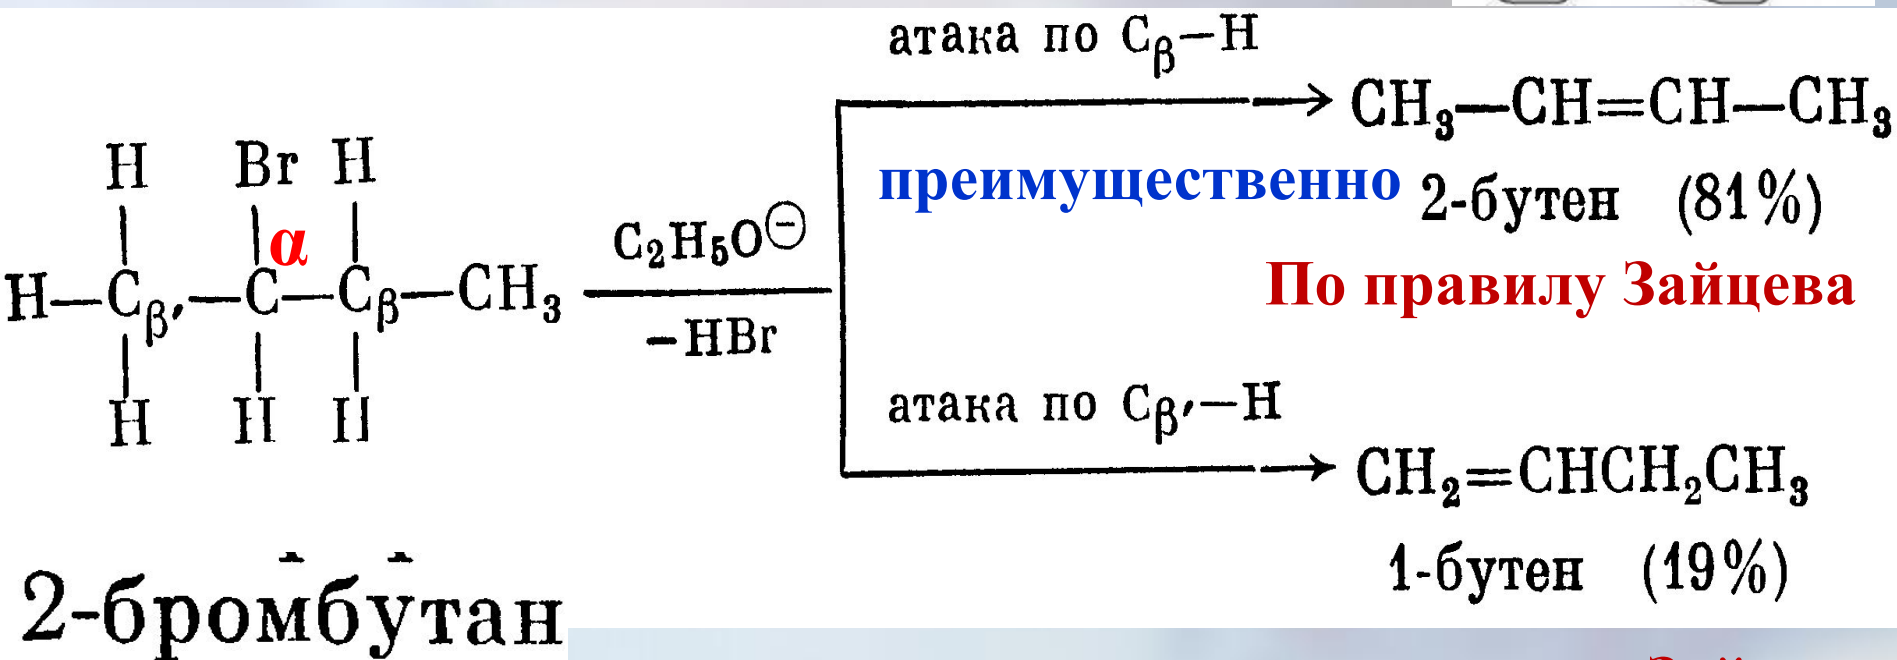 атака по Cβ—H
CH₃—CH=CH—CH₃
H Br H
преимущественно 2-бутен (81%)
α C₂H₅O⊖
По правилу Зайцева
H—Cβ′—C—Cβ—CH₃
—HBr
H H H
атака по Cβ′—H
CH₂=CHCH₂CH₃
1-бутен (19%)
2-бромбутан